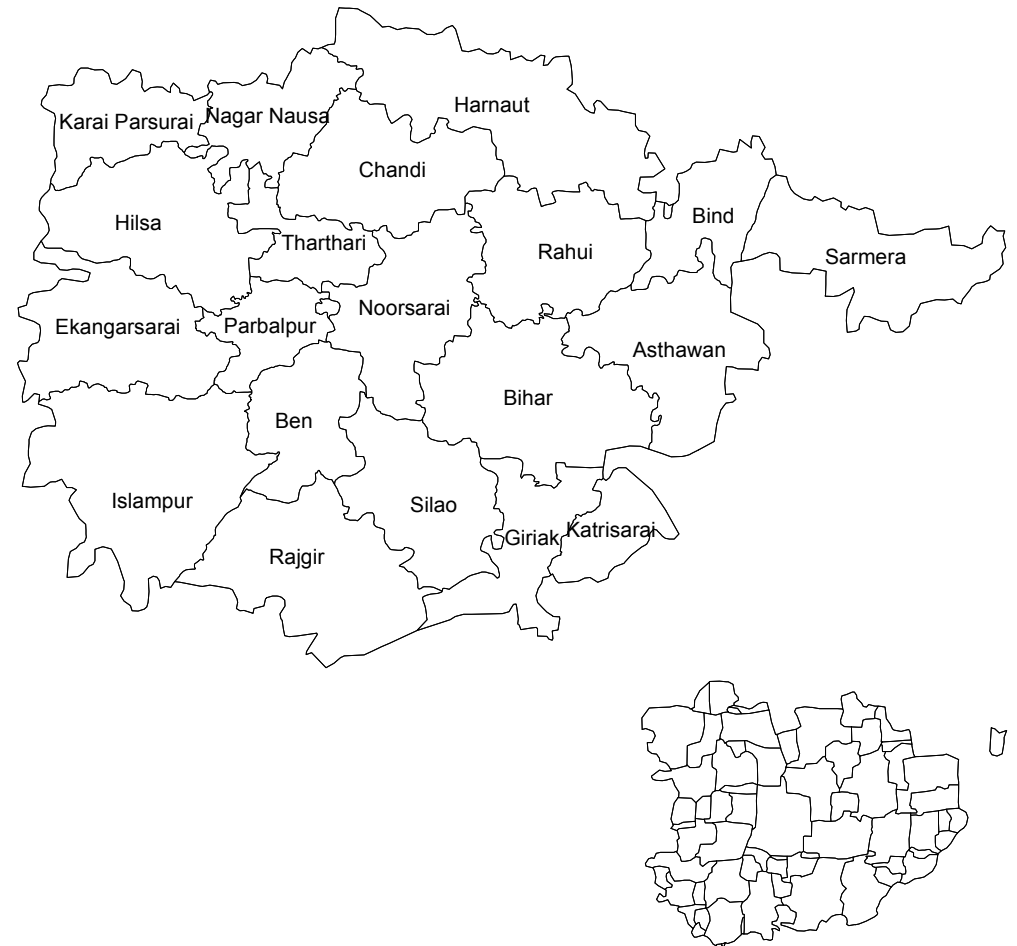 Harnaut
Karai Parsurai
Nagar Nausa
Chandi
Hilsa
Bind
Tharthari
Rahui
Sarmera
Noorsarai
Ekangarsarai
Parbalpur
Asthawan
Bihar
Ben
Islampur
Silao
Giriak
Katrisarai
Rajgir